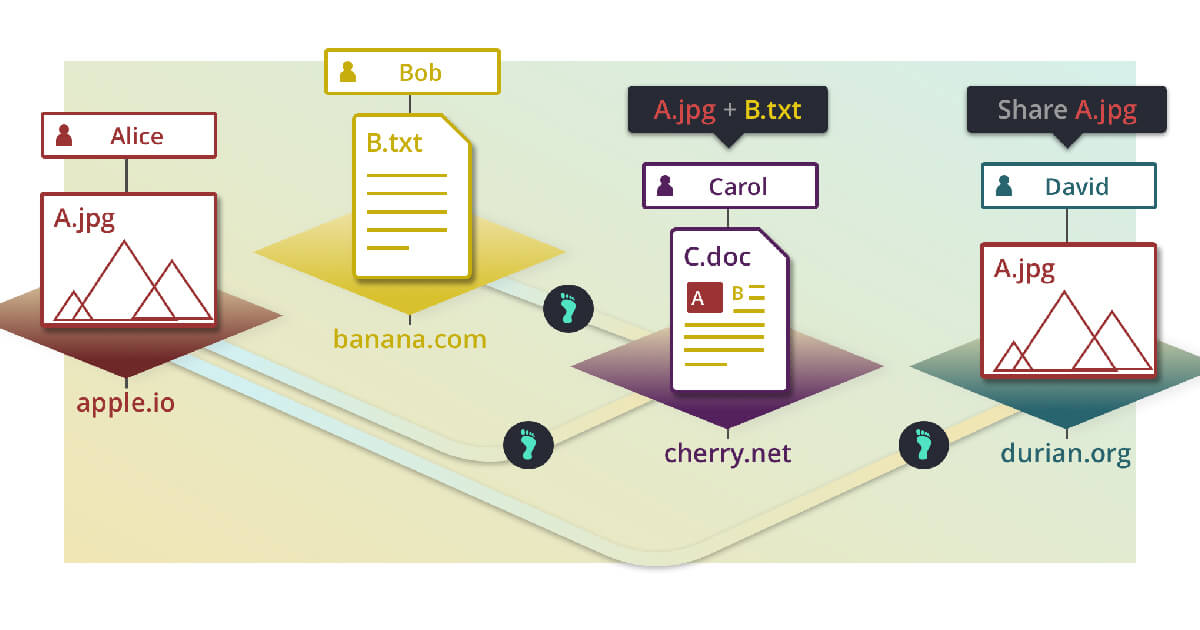 Alice
A.jpg
apple.io
Bob
B.txt
banana.com
A.jpg + B.txt
Carol
C.doc
A
B
cherry.net
Share A.jpg
David
A.jpg
durian.org